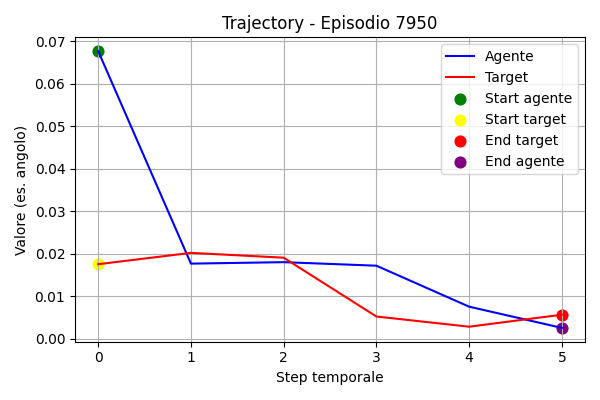 Trajectory - Episodio 7950
Valore (es. angolo)
0.07
0.06
0.05
0.04
0.03
0.02
0.01
0.00
Agente
Target
Start agente
Start target
End target
End agente
0 1 2 3 4 5
Step temporale